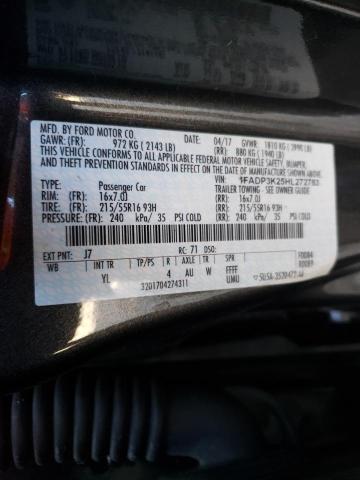 MFD. BY FORD MOTOR CO.
04/17 GVWR: 1810 KG ( 3990 LB)
GAWR: (FR): 972 KG ( 2143 LB) (RR): 880 KG (1940 LB)
THIS VEHICLE CONFORMS TO ALL APPLICABLE FEDERAL MOTOR VEHICLE SAFETY, BUMPER,
AND THEFT PREVENTION STANDARDS IN EFFECT ON THE DATE OF MANUFACTURE SHOWN ABOVE.
VIN: 1FADP3K25HL272783
TYPE: Passenger Car TRAILER TOWING - SEE OWNER GUIDE
RIM: (FR): 16x7.0J (RR): 16x7.0J
TIRE: (FR): 215/55R16 93H (RR): 215/55R16 93H
PRESSURE: (FR): 240 kPa/ 35 PSI COLD (RR): 240 kPa/ 35 PSI COLD
EXT PNT: J7 RC: 71 DSO:
WB INT TR TP/PS R AXLE TR SPR
YL 4 AU W FFFF
UMU
3201704274311